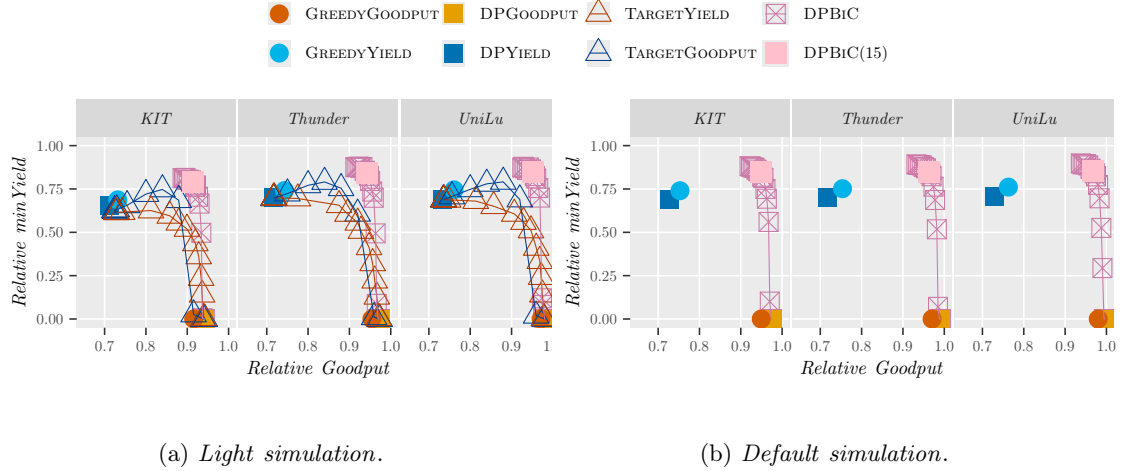 GREEDYGOODPUT DPGOODPUT TARGETYIELD DPBIC
GREEDYYIELD DPYIELD TARGETGOODPUT DPBIC(15)
KIT Thunder UniLu KIT Thunder UniLu
1.00 1.00
0.75 0.75
0.50 0.50
0.25 0.25
0.00 0.00
Relative minYield Relative minYield
0.7 0.8 0.9 1.0 0.7 0.8 0.9 1.0 0.7 0.8 0.9 1.0 0.7 0.8 0.9 1.0 0.7 0.8 0.9 1.0 0.7 0.8 0.9 1.0
Relative Goodput Relative Goodput
(a) Light simulation. (b) Default simulation.